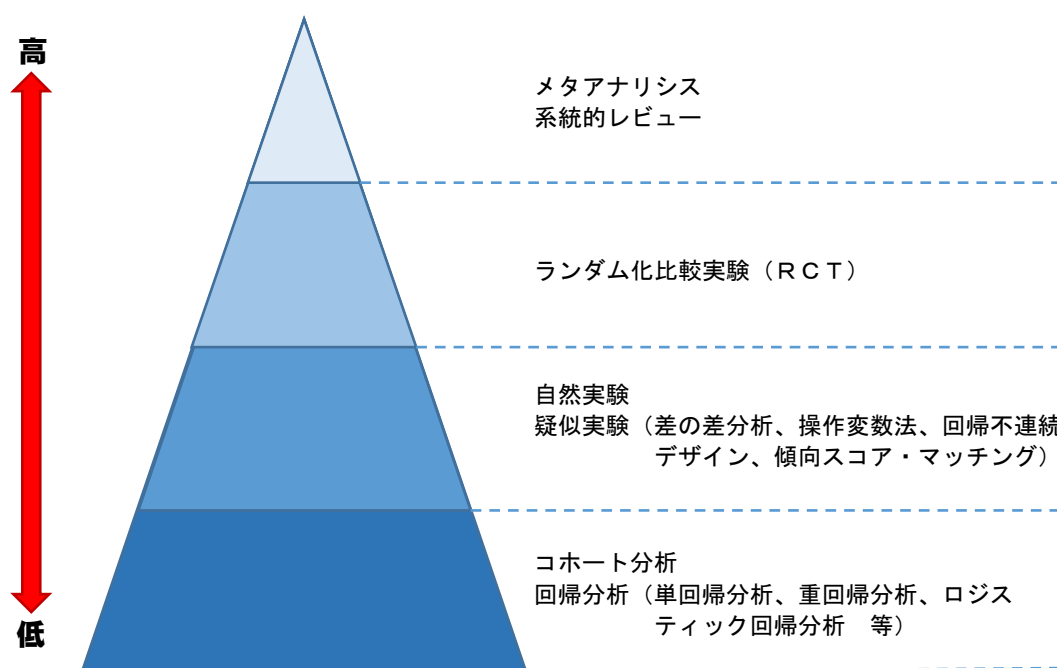 高
メタアナリシス
系統的レビュー
ランダム化比較実験（ＲＣＴ）
自然実験
疑似実験（差の差分析、操作変数法、回帰不連続
デザイン、傾向スコア・マッチング）
コホート分析
回帰分析（単回帰分析、重回帰分析、ロジス
ティック回帰分析　等）
低